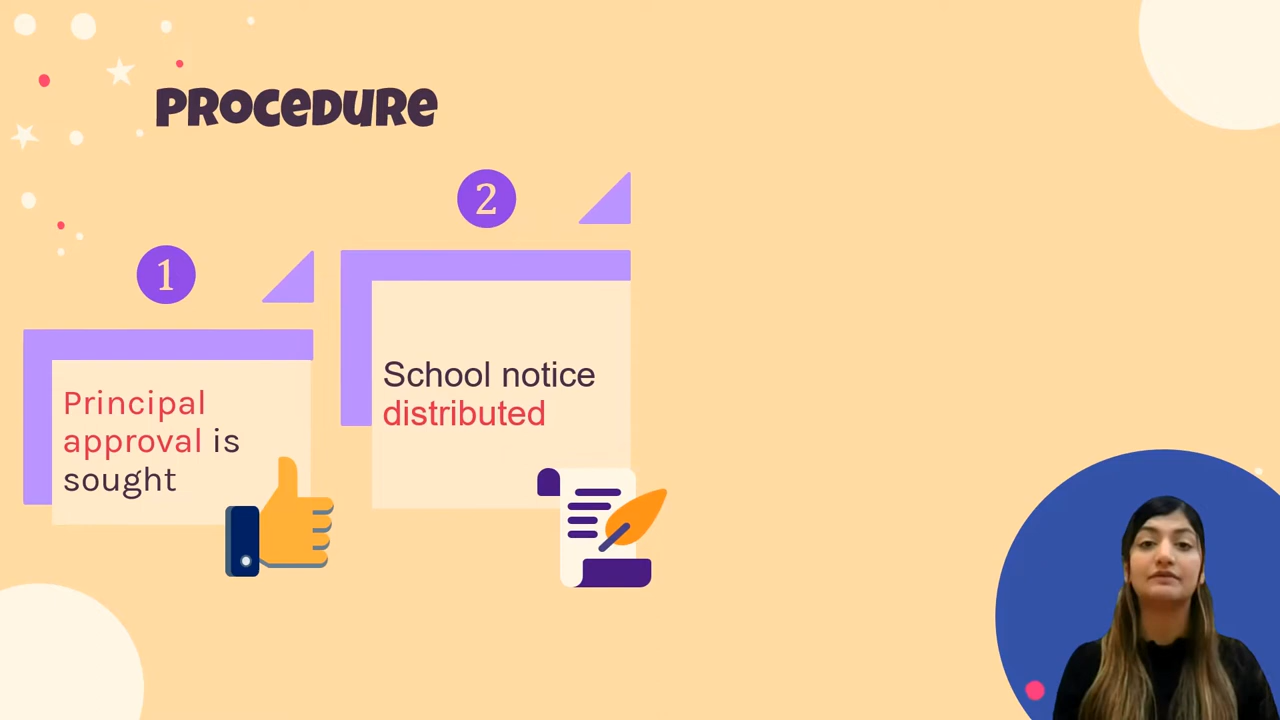 PROCEDURE
1
Principal
approval is
sought
2
School notice
distributed